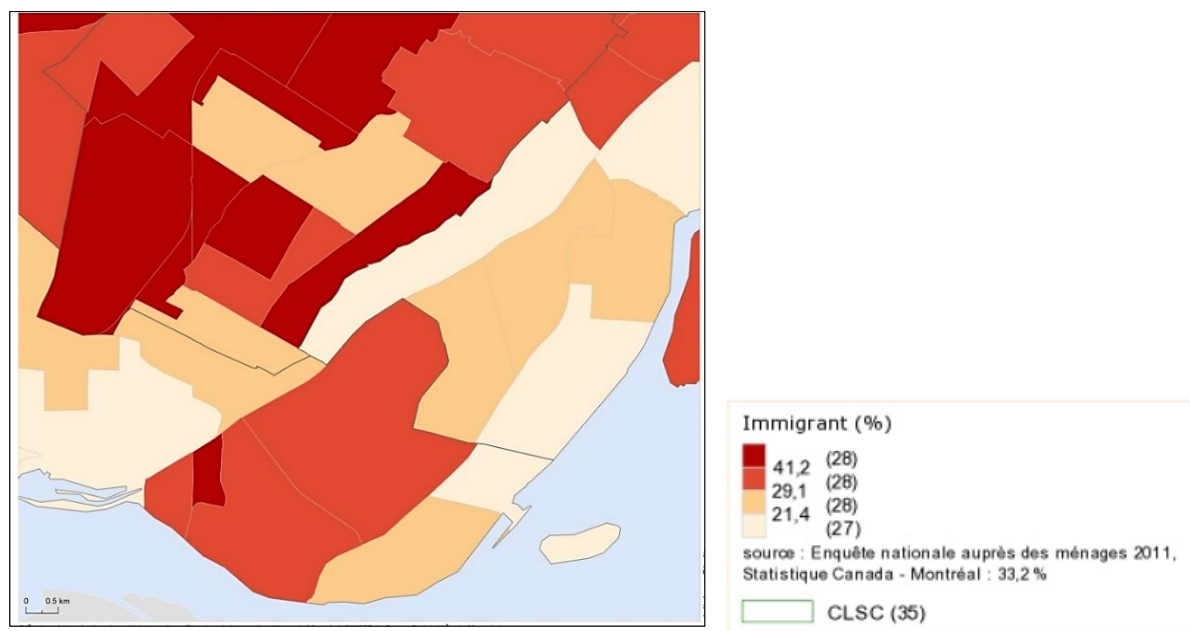 Immigrant (%)
41,2 (28)
29,1 (28)
21,4 (28)
(27)
source : Enquête nationale auprès des ménages 2011,
Statistique Canada - Montréal : 33,2 %
CLSC (35)
0 0.5 km